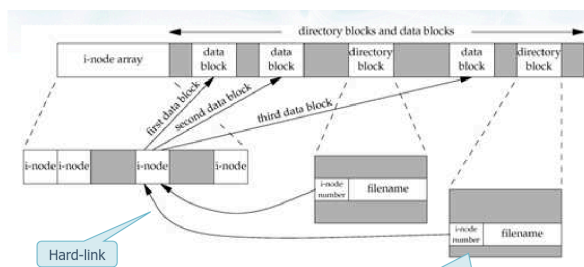 directory blocks and data blocks
i-node array
data
block
data
block
directory
block
data
block
directory
block
first data block
second data block
third data block
i-node
i-node
i-node
i-node
i-node
number
filename
i-node
number
filename
Hard-link